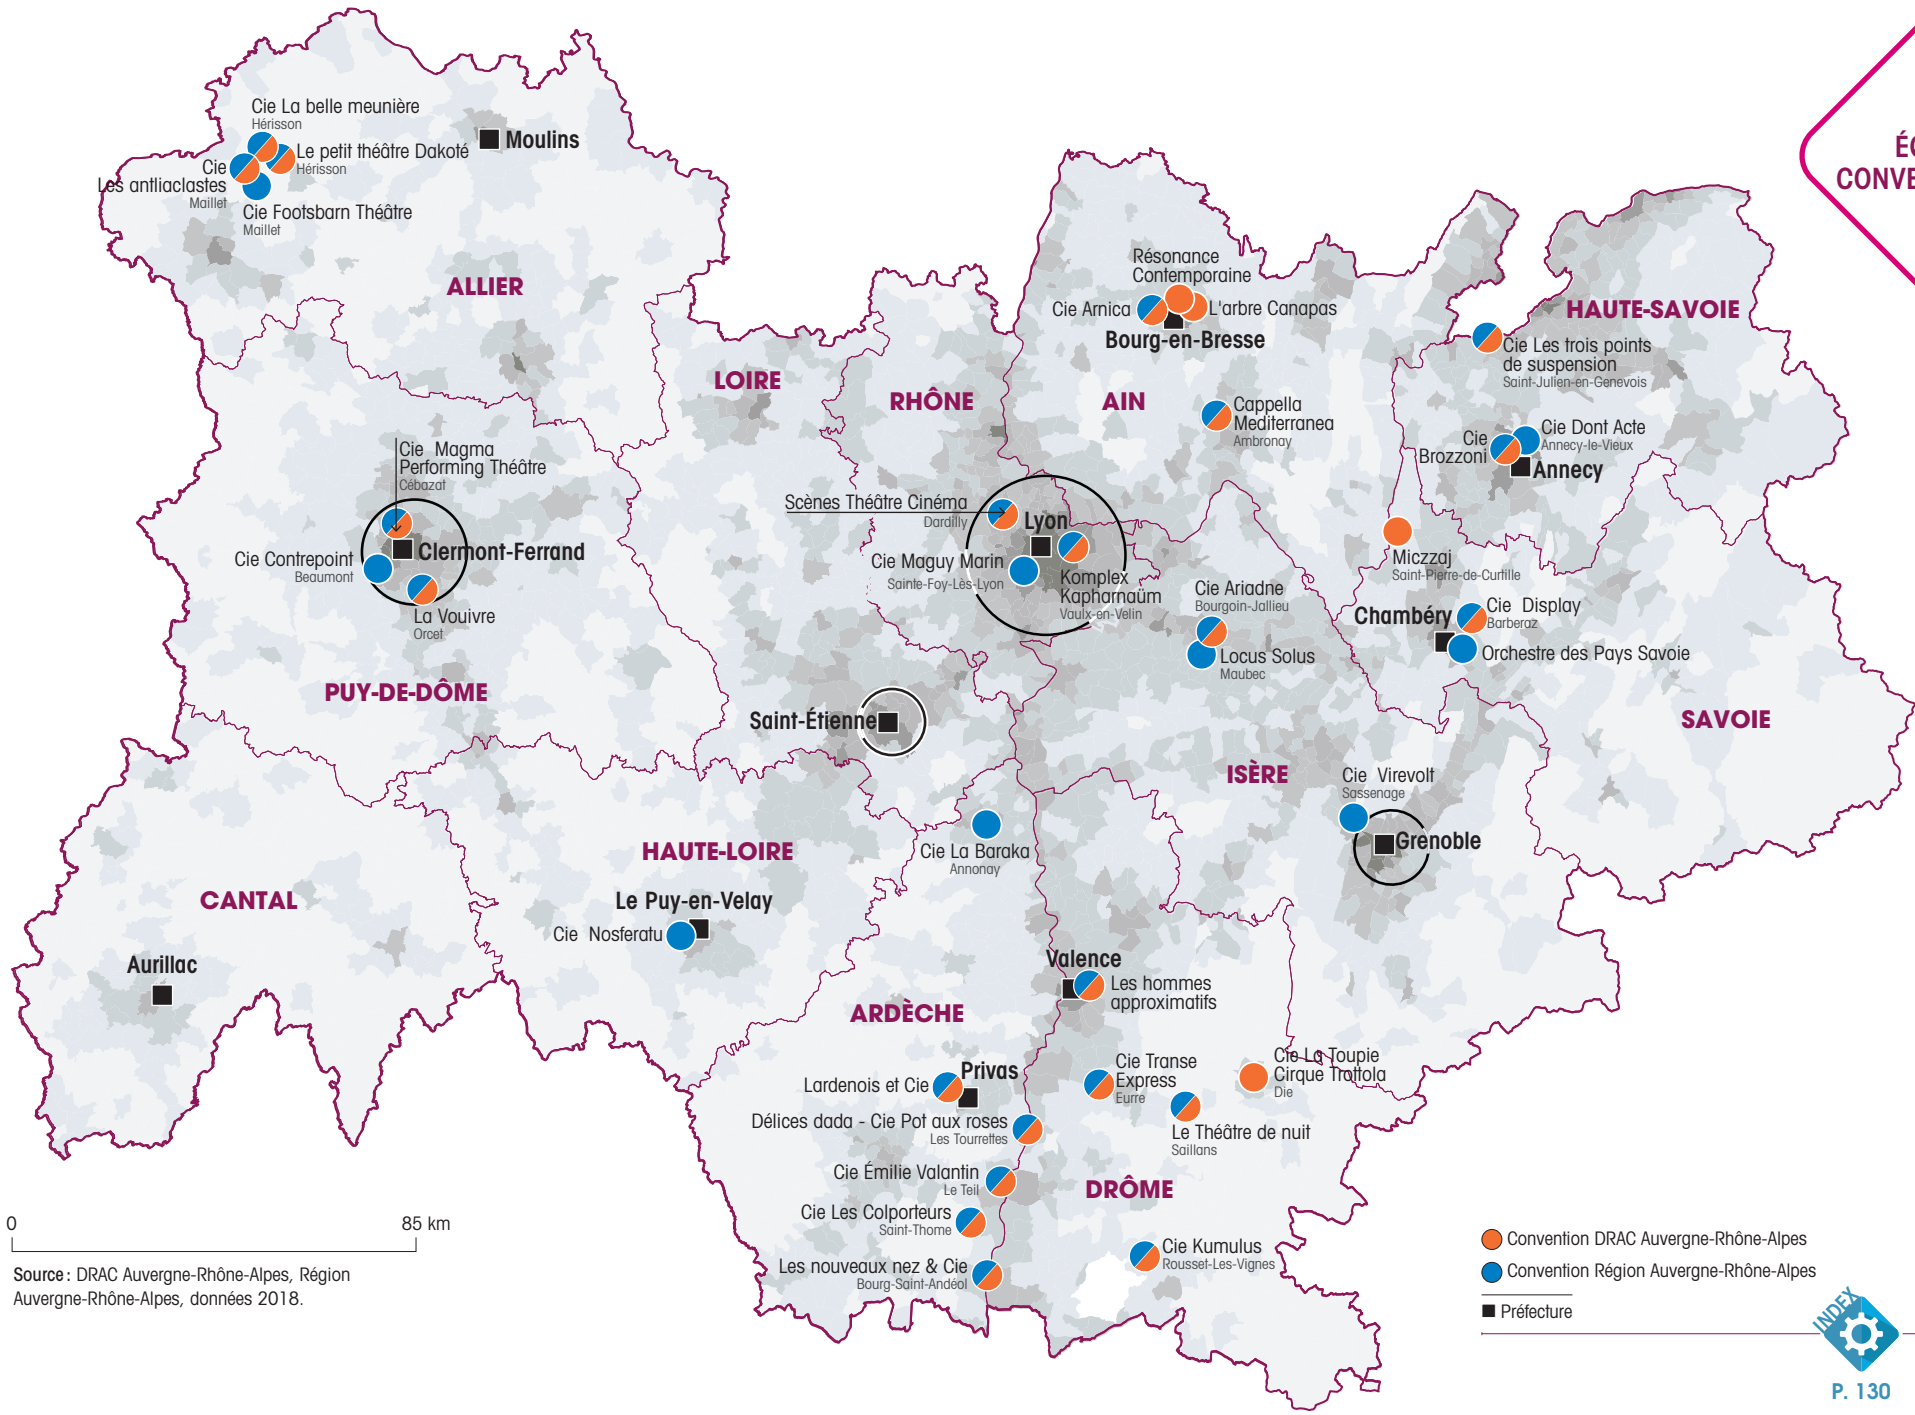 ÉQ
CONVE
Cie La belle meunière
Hérisson
Le petit théâtre Dakoté
Hérisson
Cie
Les antliaclastes
Maillet
Cie Footsbarn Théâtre
Maillet
Moulins
ALLIER
Résonance
Contemporaine
Cie Arnica
L'arbre Canapas
Bourg-en-Bresse
HAUTE-SAVOIE
Cie Les trois points
de suspension
Saint-Julien-en-Genevois
LOIRE
RHÔNE
AIN
Cappella
Mediterranea
Ambronay
Cie Dont Acte
Annecy-le-Vieux
Cie
Brozzoni
Annecy
Cie Magma
Performing Théâtre
Cébazat
Clermont-Ferrand
Cie Contrepoint
Beaumont
La Vouivre
Orcet
PUY-DE-DÔME
Scènes Théâtre Cinéma
Dardilly
Lyon
Cie Maguy Marin
Sainte-Foy-Lès-Lyon
Komplex
Kapharnaüm
Vaulx-en-Velin
Miczzaj
Saint-Pierre-de-Curtille
Cie Ariadne
Bourgoin-Jallieu
Locus Solus
Maubec
Chambéry
Cie Display
Barberaz
Orchestre des Pays Savoie
Saint-Étienne
SAVOIE
ISÈRE
Cie Virevolt
Sassenage
Grenoble
HAUTE-LOIRE
Cie La Baraka
Annonay
CANTAL
Le Puy-en-Velay
Cie Nosferatu
Aurillac
Valence
Les hommes
approximatifs
ARDÈCHE
Privas
Lardenois et Cie
Cie Transe
Express
Eurre
Cie La Toupie
Cirque Trottola
Die
Délices dada - Cie Pot aux roses
Les Tourrettes
Le Théâtre de nuit
Saillans
Cie Émilie Valantin
Le Teil
DRÔME
Cie Les Colporteurs
Saint-Thome
Les nouveaux nez & Cie
Bourg-Saint-Andéol
Cie Kumulus
Rousset-Les-Vignes
0
85 km
Source : DRAC Auvergne-Rhône-Alpes, Région
Auvergne-Rhône-Alpes, données 2018.
Convention DRAC Auvergne-Rhône-Alpes
Convention Région Auvergne-Rhône-Alpes
Préfecture
INDEX
P. 130